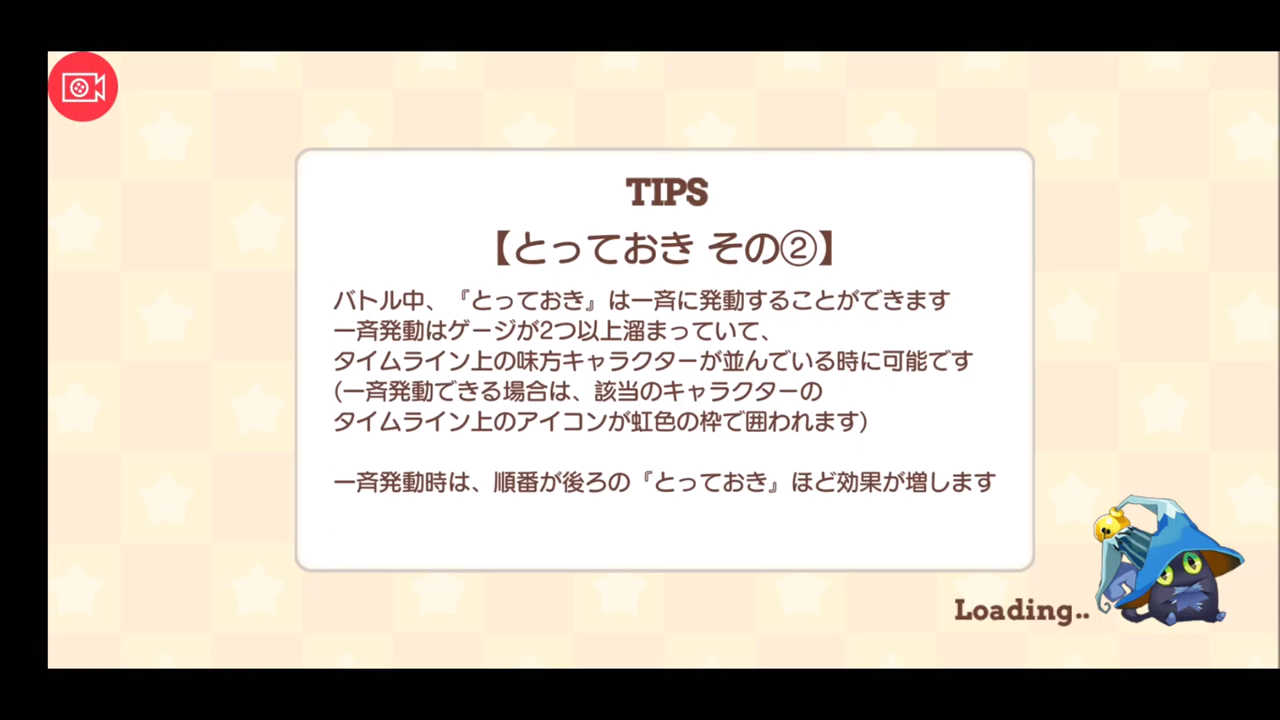 TIPS
【とっておき その②】
バトル中、『とっておき』は一斉に発動することができます
一斉発動はゲージが2つ以上溜まっていて、
タイムライン上の味方キャラクターが並んでいる時に可能です
(一斉発動できる場合は、該当のキャラクターの
タイムライン上のアイコンが虹色の枠で囲われます)
一斉発動時は、順番が後ろの『とっておき』ほど効果が増します
Loading..